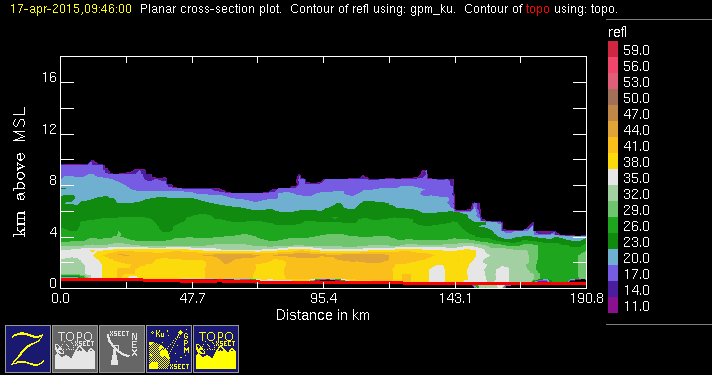 17-apr-2015,09:46:00 Planar cross-section plot. Contour of refl using: gpm_ku. Contour of topo using: topo.
refl
59.0
56.0
53.0
50.0
47.0
44.0
41.0
38.0
35.0
32.0
29.0
26.0
23.0
20.0
17.0
14.0
11.0
km above MSL
16
12
8
4
0
0.0 47.7 95.4 143.1 190.8
Distance in km
Z
TOPO
XSECT
XSECT
Ku
GPM
XSECT
TOPO
XSECT